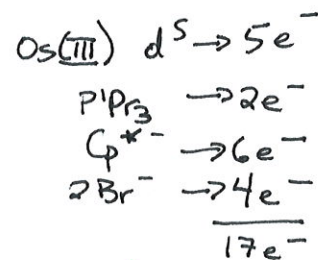 Os(III) d⁵ → 5e⁻
PⁱPr₃ → 2e⁻
Cp*⁻ → 6e⁻
2Br⁻ → 4e⁻
17e⁻